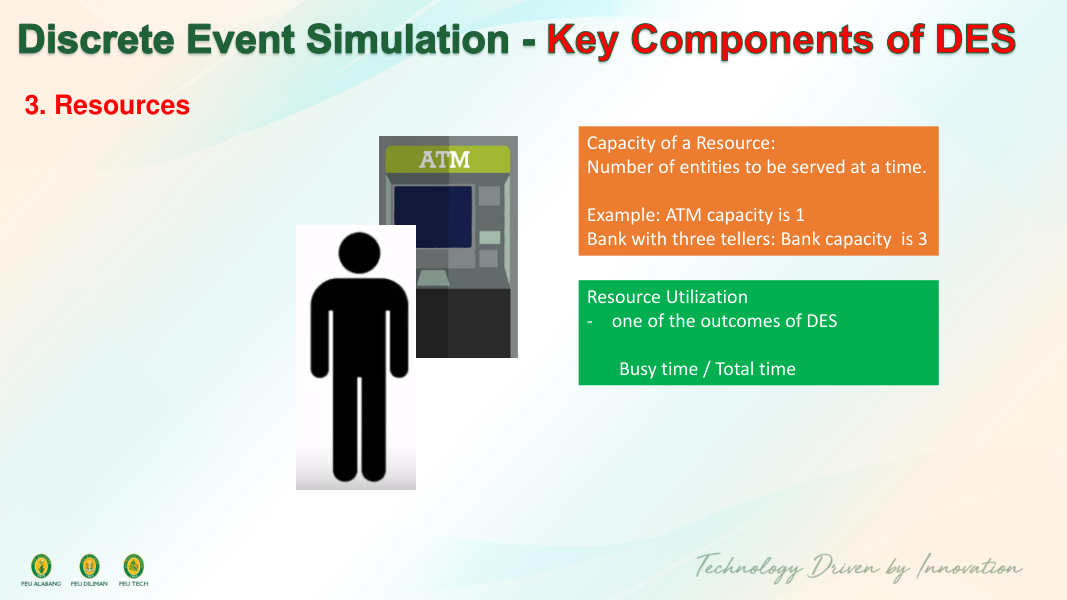 Discrete Event Simulation - Key Components of DES
3. Resources
ATM
Capacity of a Resource:
Number of entities to be served at a time.
Example: ATM capacity is 1
Bank with three tellers: Bank capacity  is 3
Resource Utilization
- one of the outcomes of DES
Busy time / Total time
FEU ALABANG FEU DILIMAN FEU TECH
Technology Driven by Innovation